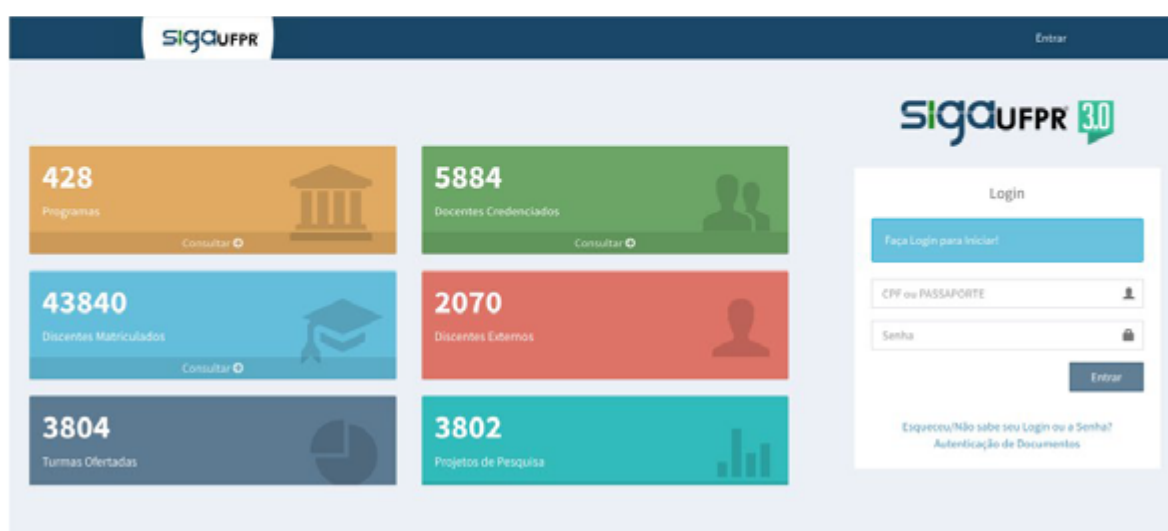 sigaUFPR
Entrar
sigaUFPR 3.0
428
Programas
Consultar
5884
Docentes Credenciados
Consultar
43840
Discentes Matriculados
Consultar
2070
Discentes Externos
3804
Turmas Ofertadas
3802
Projetos de Pesquisa
Login
Faça Login para Iniciar!
CPF ou PASSAPORTE
Senha
Entrar
Esqueceu/Não sabe seu Login ou a Senha?
Autenticação de Documentos